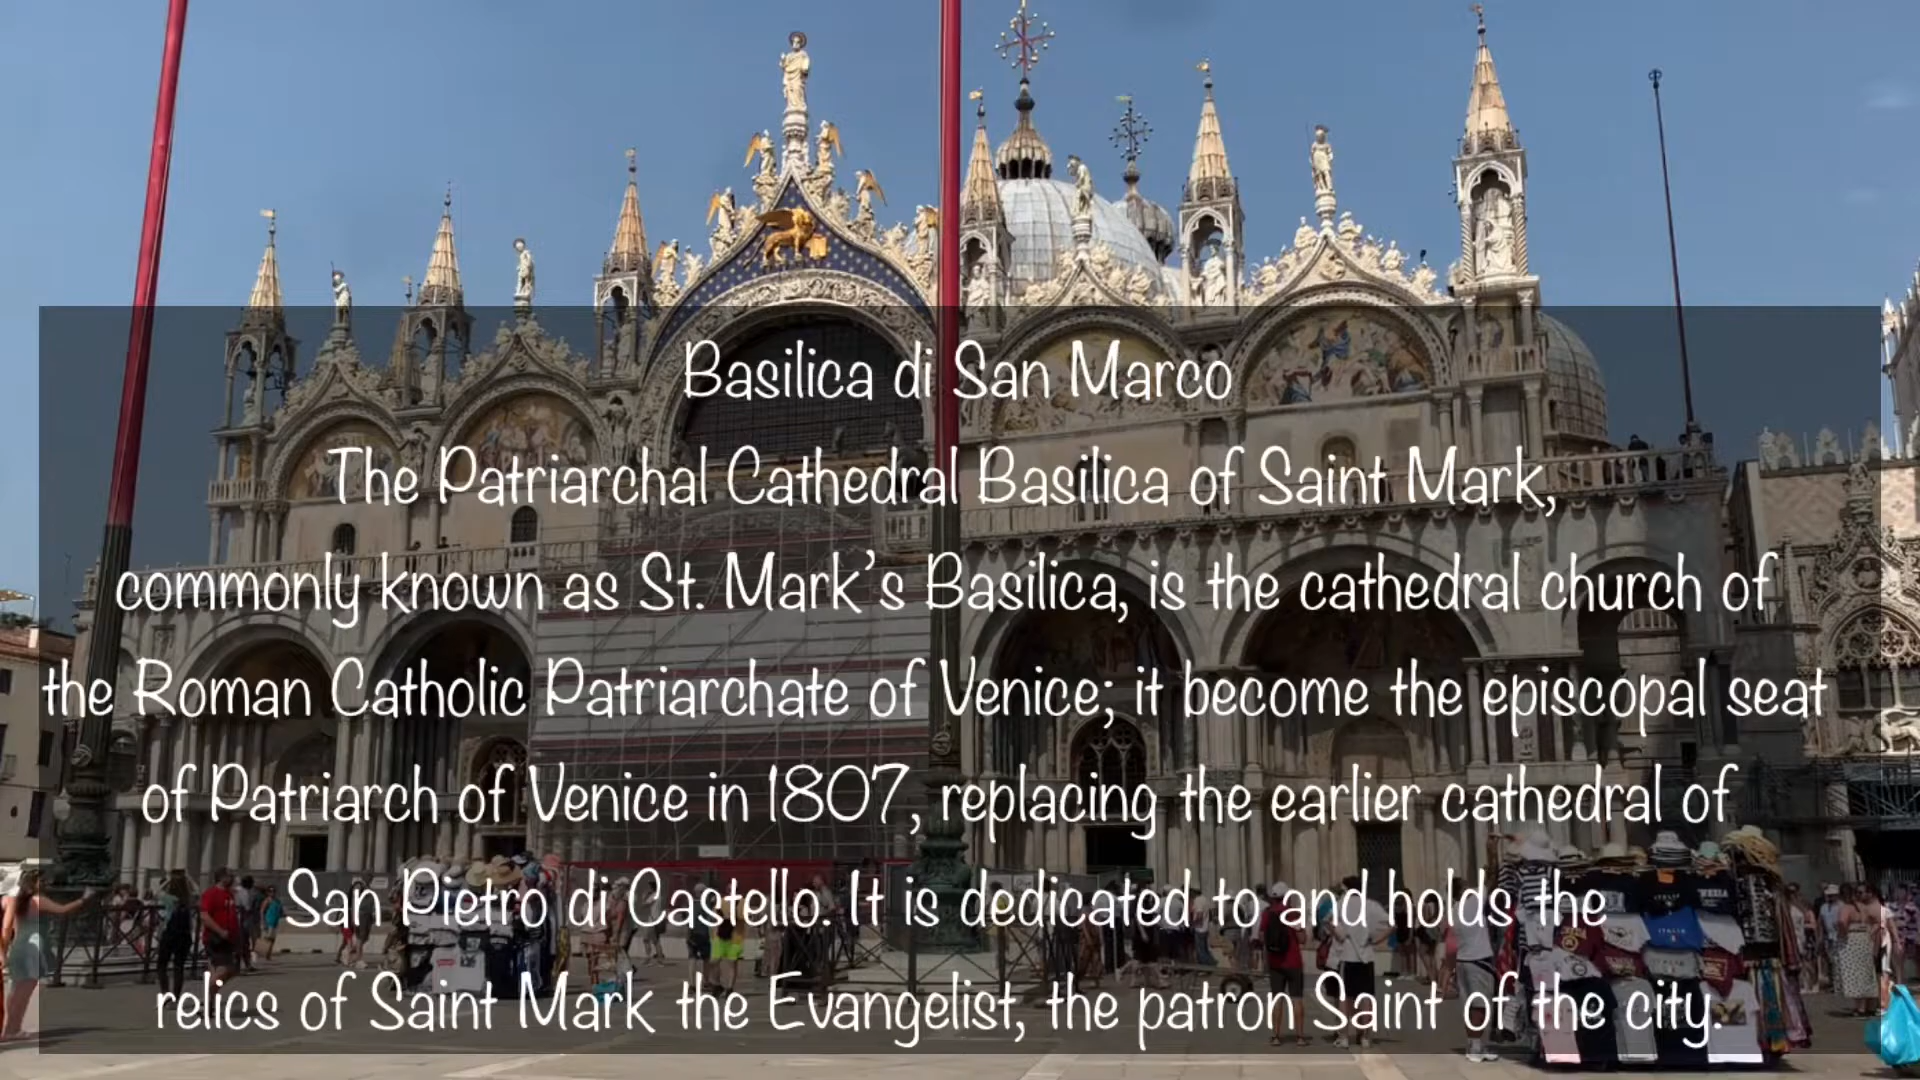 Basilica di San Marco
The Patriarchal Cathedral Basilica of Saint Mark,
commonly known as St. Mark's Basilica, is the cathedral church of
the Roman Catholic Patriarchate of Venice; it become the episcopal seat
of Patriarch of Venice in 1807, replacing the earlier cathedral of
San Pietro di Castello. It is dedicated to and holds the
relics of Saint Mark the Evangelist, the patron Saint of the city.
ITALIA